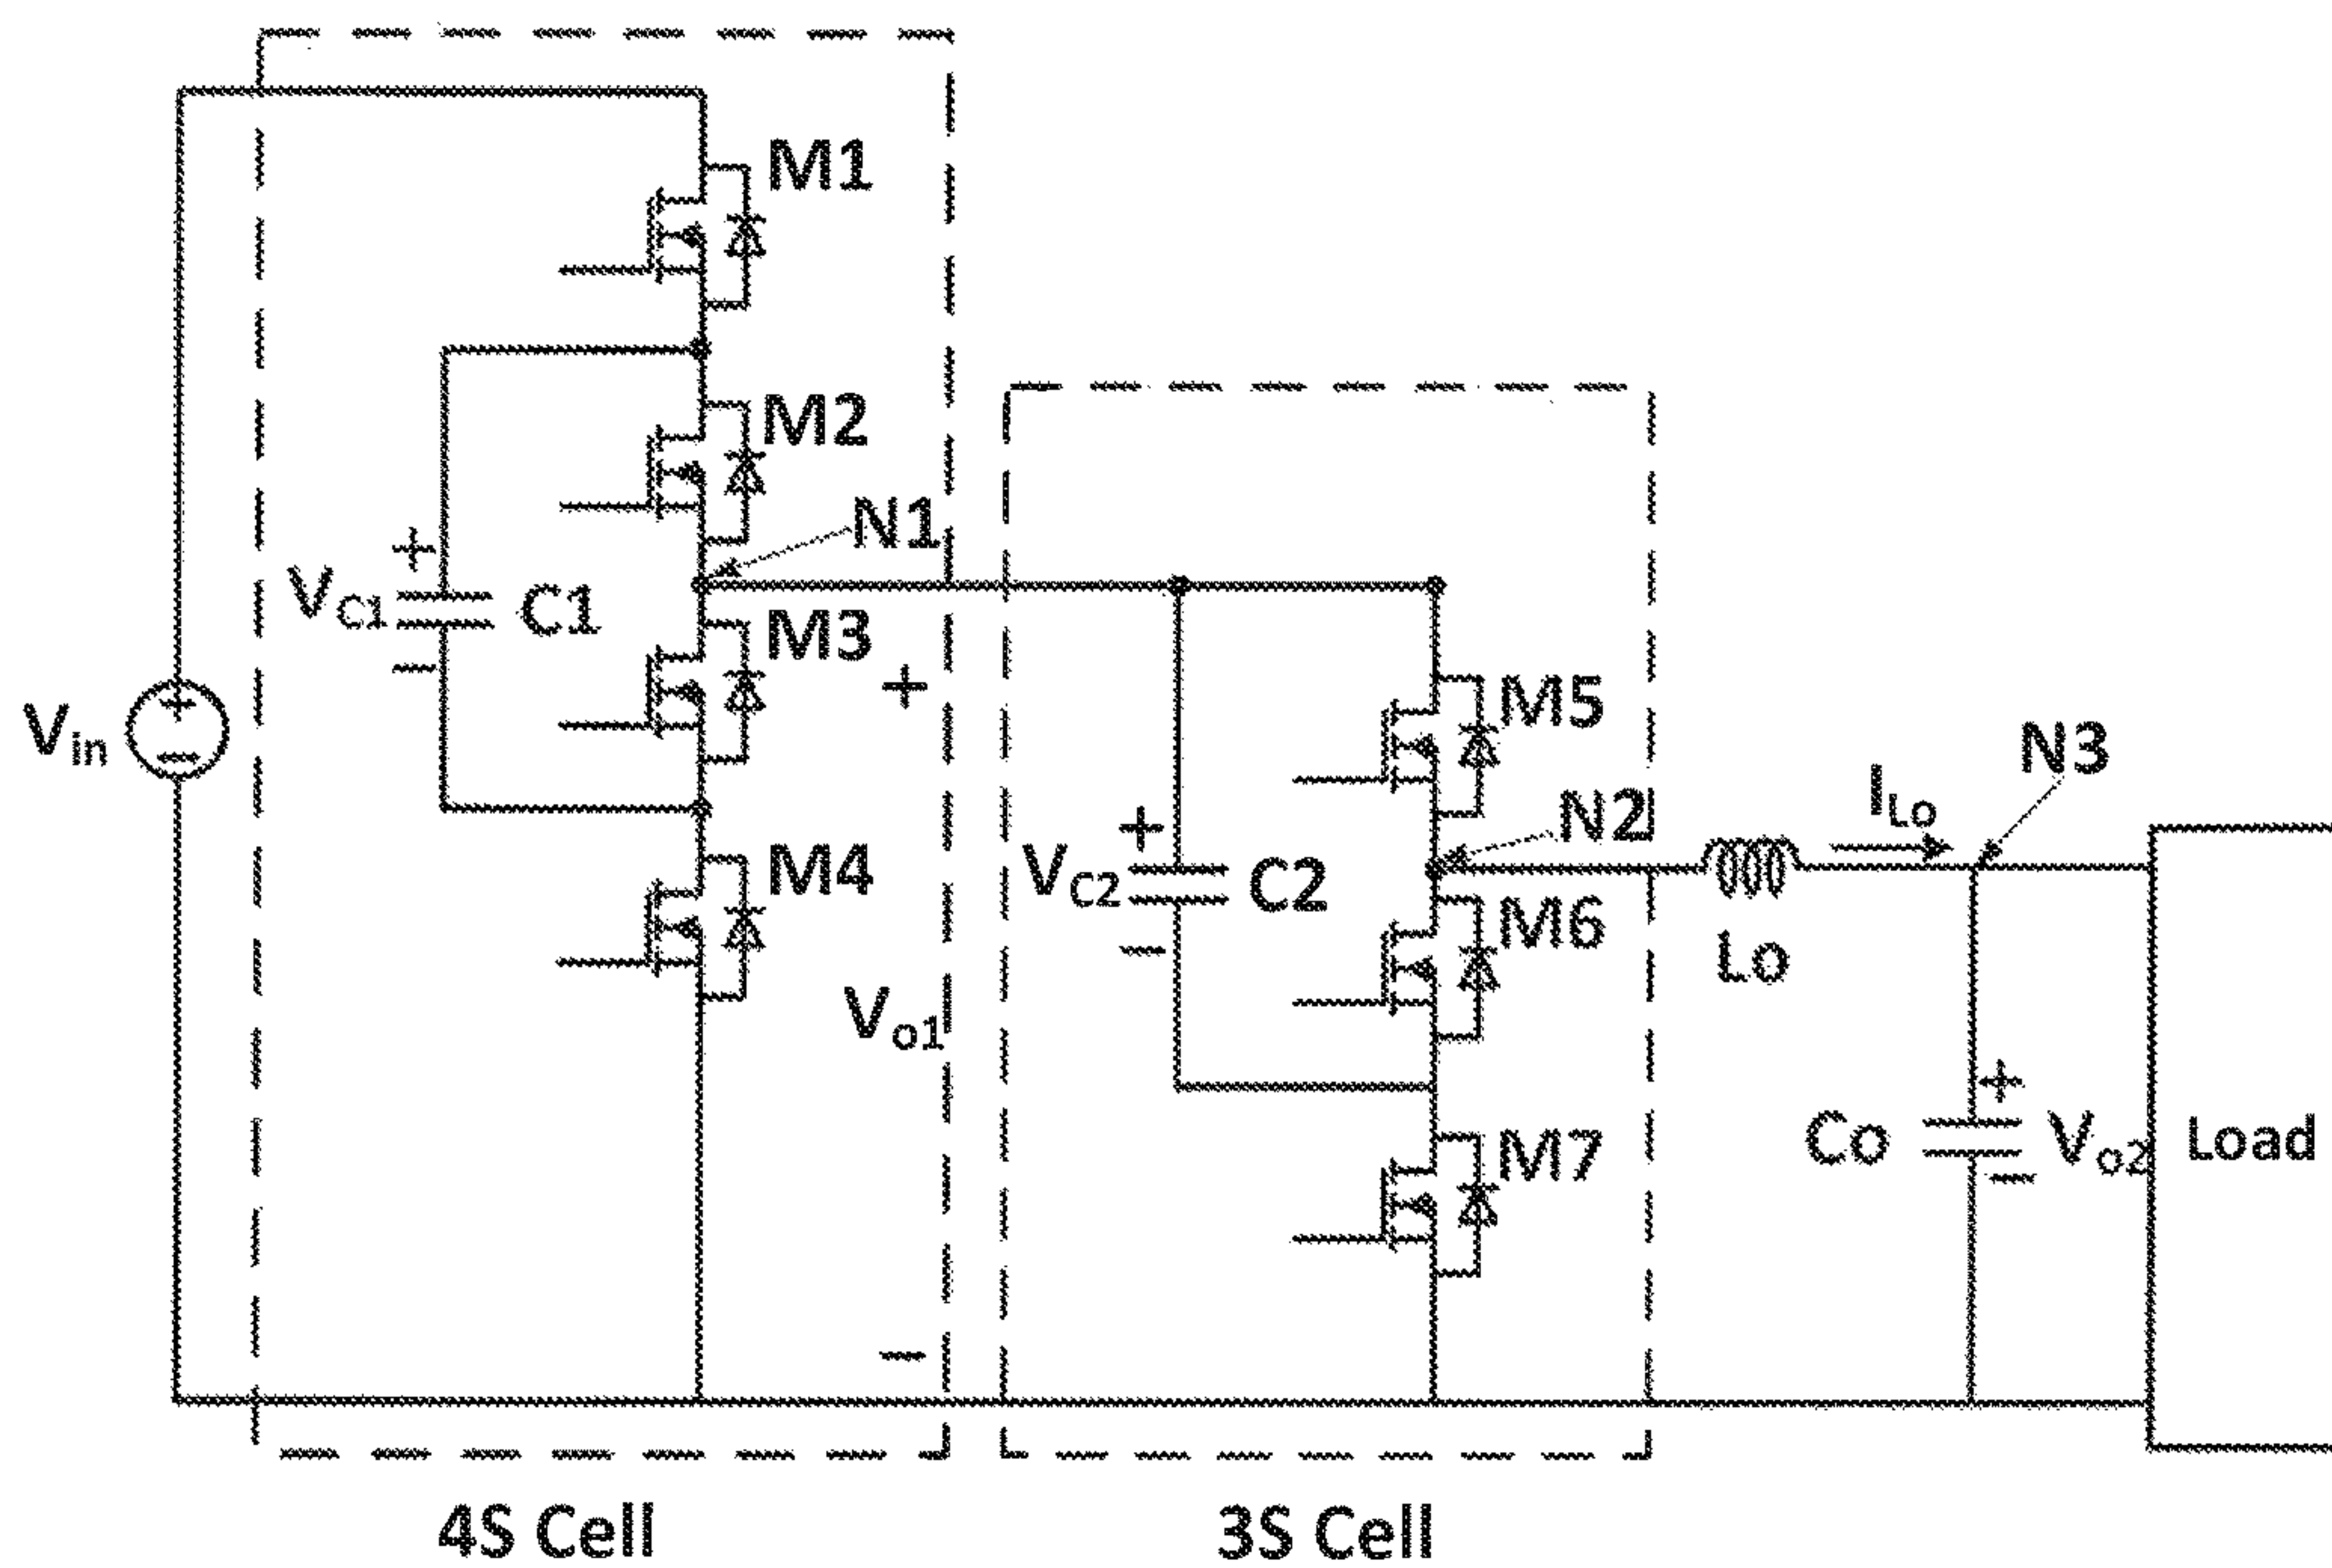 M1
M2
N1
+
V_C1
C1
−
M3
+
M5
V_in
+
−
N3
I_Lo
N2
M4
+
V_C2
C2
−
M6
Lo
V_o1
+
Co
V_o2
−
Load
M7
−
4S Cell
3S Cell